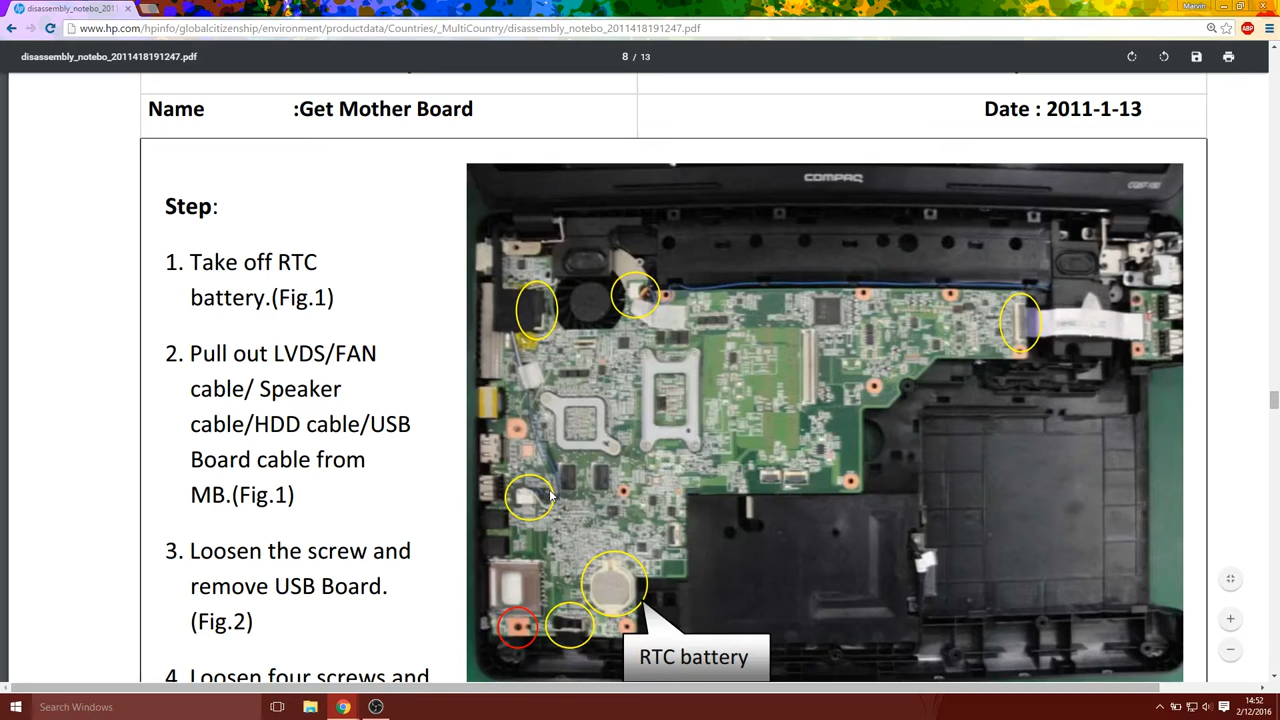 disassembly_notebo_2011
Marvin
www.hp.com/hpinfo/globalcitizenship/environment/productdata/Countries/_MultiCountry/disassembly_notebo_2011418191247.pdf
ABP
disassembly_notebo_2011418191247.pdf
8 / 13
Name :Get Mother Board
Date : 2011-1-13
Step:
1. Take off RTC
battery.(Fig.1)
2. Pull out LVDS/FAN
cable/ Speaker
cable/HDD cable/USB
Board cable from
MB.(Fig.1)
3. Loosen the screw and
remove USB Board.
(Fig.2)
4. Loosen four screws and
COMPAQ
RTC battery
Search Windows
14:52
2/12/2016